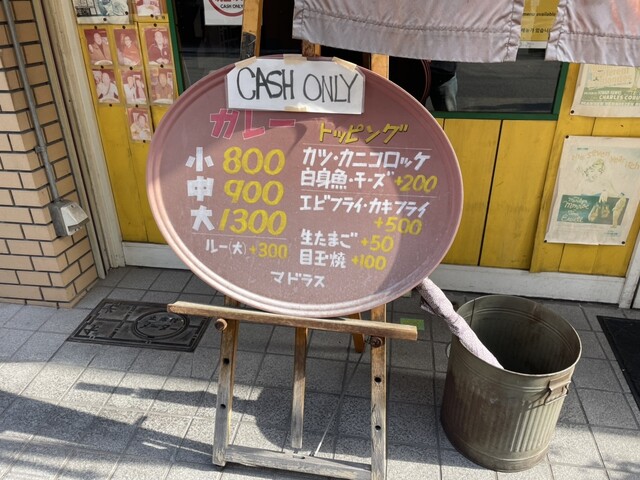 CASH ONLY
CASH ONLY
カレー
小 800
中 900
大 1300
ルー(大)+300
トッピング
カツ・カニコロッケ
白身魚・チーズ +200
エビフライ・カキフライ
+500
生たまご +50
目玉焼 +100
マドラス